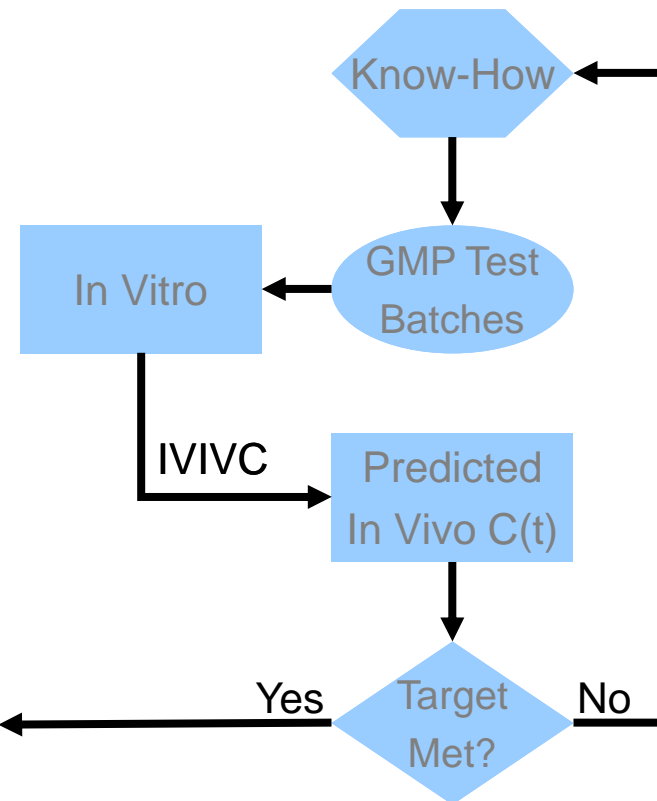 Know-How
GMP Test
Batches
In Vitro
IVIVC
Predicted
In Vivo C(t)
Yes
Target
Met?
No